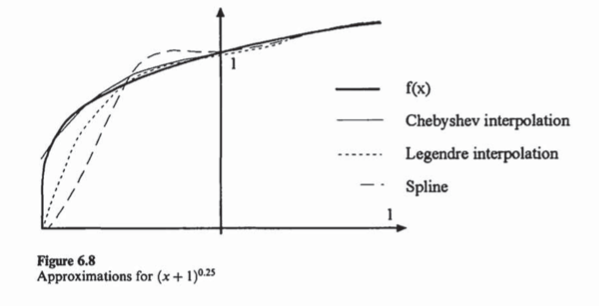 1
f(x)
Chebyshev interpolation
Legendre interpolation
Spline
1
Figure 6.8
Approximations for (x + 1)^0.25